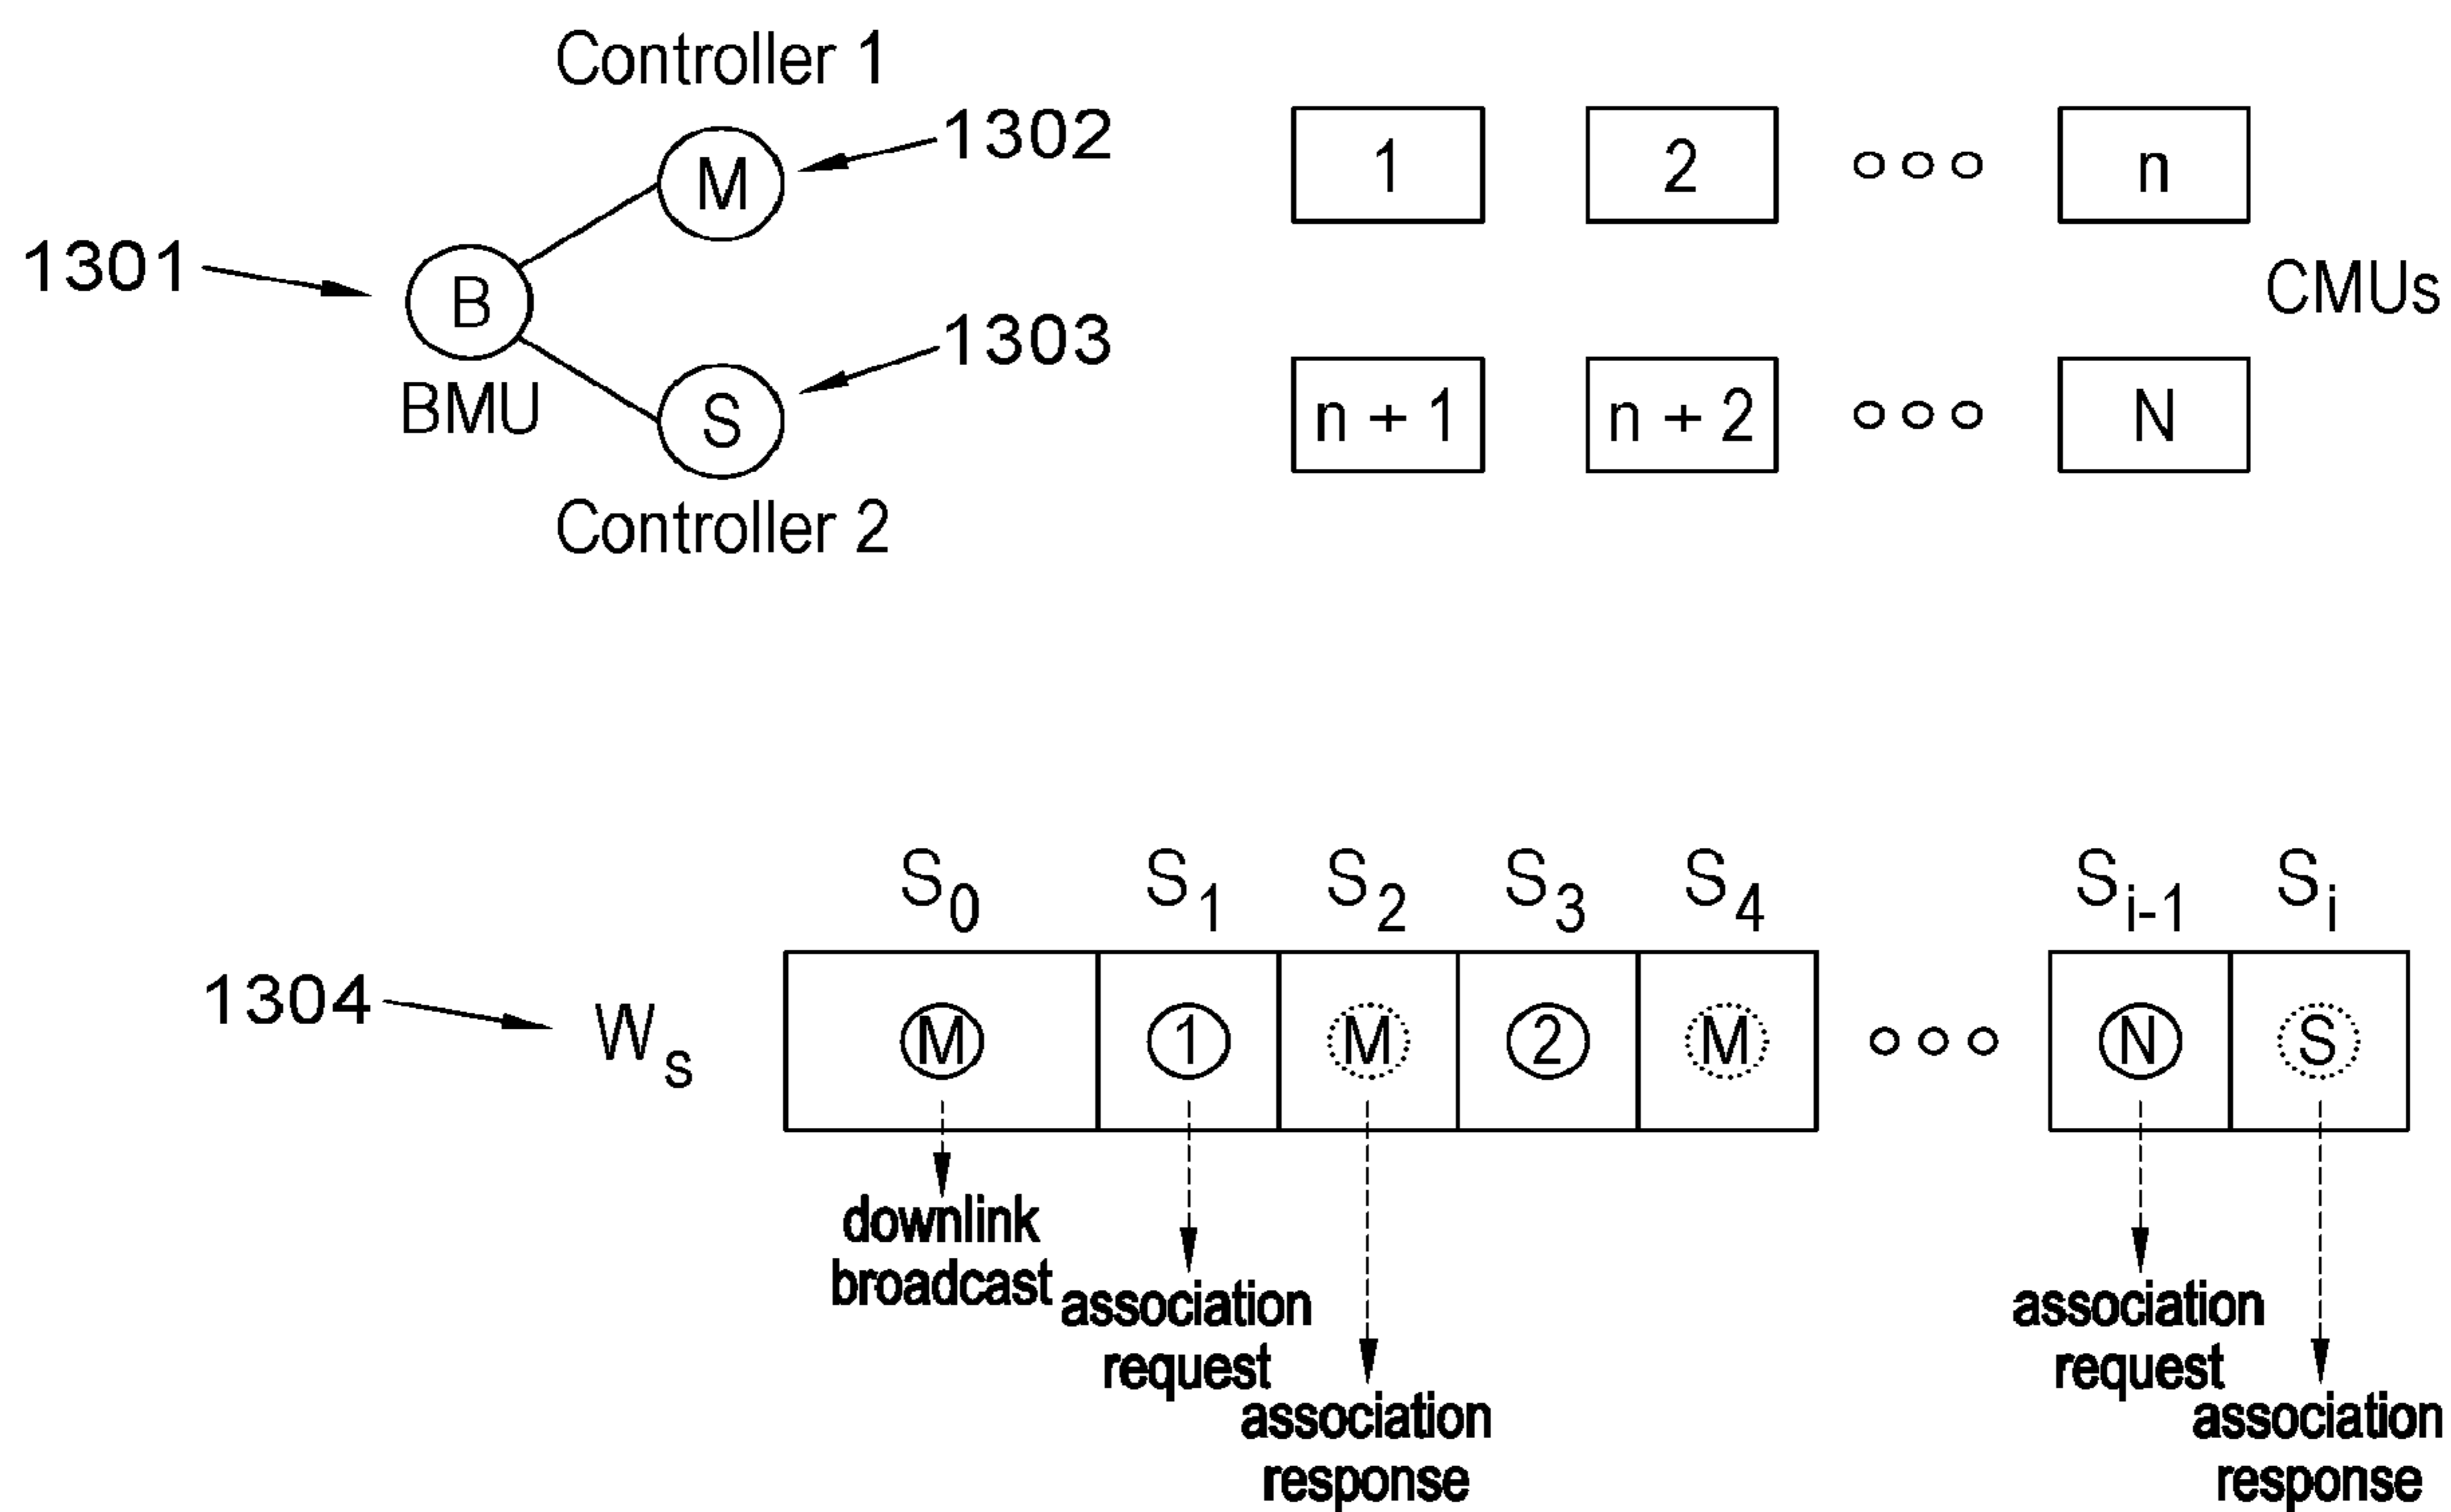 Controller 1
M
1302
1 2 n
1301
B
BMU
CMUs
1303
S
n + 1 n + 2 N
Controller 2
S0 S1 S2 S3 S4 Si-1 Si
1304
Ws
M 1 M 2 M N S
downlink
broadcast
association
request
association
response
association
request
association
response